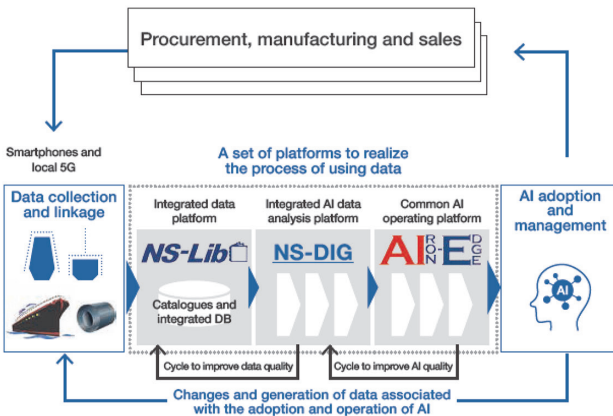 Procurement, manufacturing and sales
Smartphones and
local 5G
A set of platforms to realize
the process of using data
Data collection
and linkage
Integrated data
platform
NS-Lib
Catalogues and
integrated DB
Integrated AI data
analysis platform
NS-DIG
Common AI
operating platform
AIRON-EDGE
AI adoption
and
management
AI
Cycle to improve data quality
Cycle to improve AI quality
Changes and generation of data associated
with the adoption and operation of AI